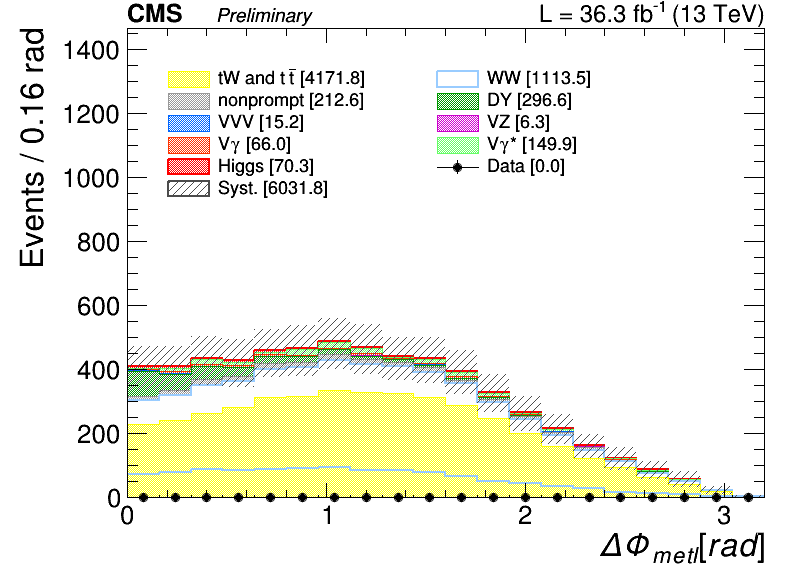 CMS Preliminary L = 36.3 fb⁻¹ (13 TeV)
Events / 0.16 rad
1400
1200
1000
800
600
400
200
0
tW and t t̄ [4171.8] WW [1113.5]
nonprompt [212.6] DY [296.6]
VVV [15.2] VZ [6.3]
Vγ [66.0] Vγ* [149.9]
Higgs [70.3] Data [0.0]
Syst. [6031.8]
0 1 2 3
ΔΦmetl[rad]